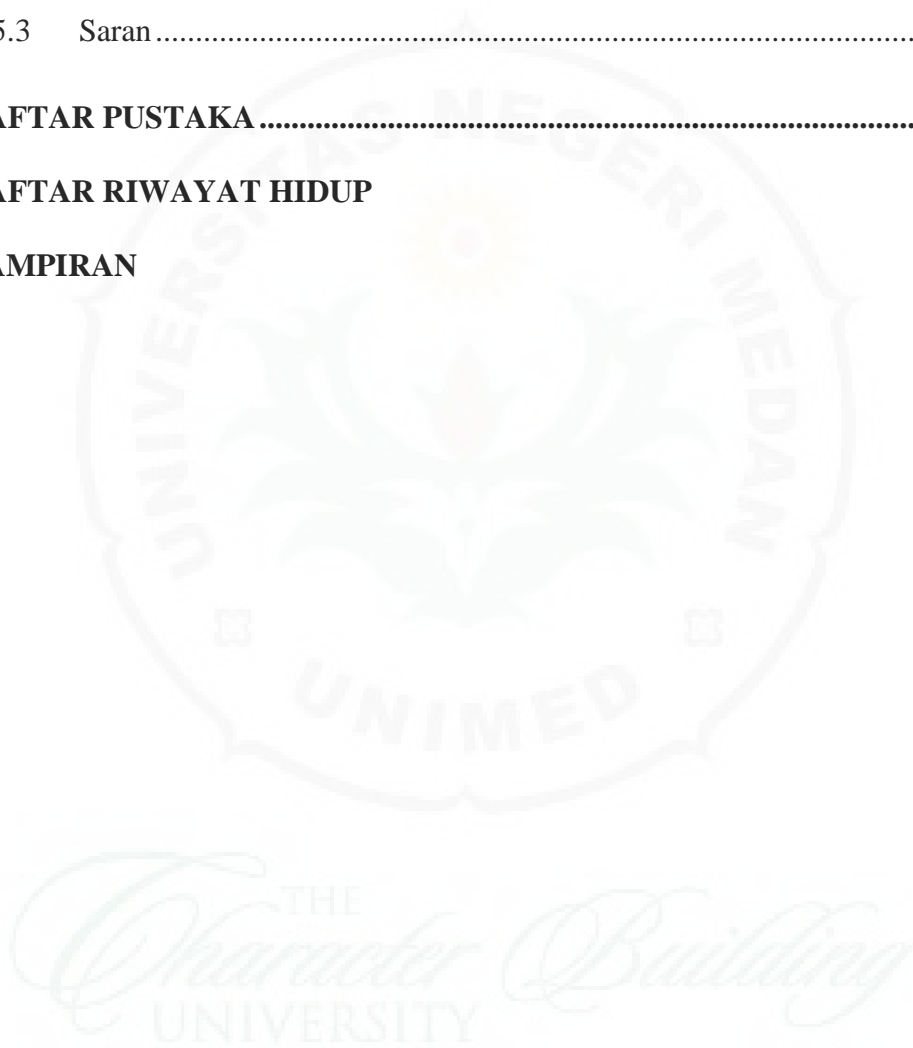 5.3 Saran ................................................................................................
AFTAR PUSTAKA ....................................................................................
AFTAR RIWAYAT HIDUP
AMPIRAN
UNIVERSITAS NEGERI MEDAN
UNIMED
THE
Character Building
UNIVERSITY